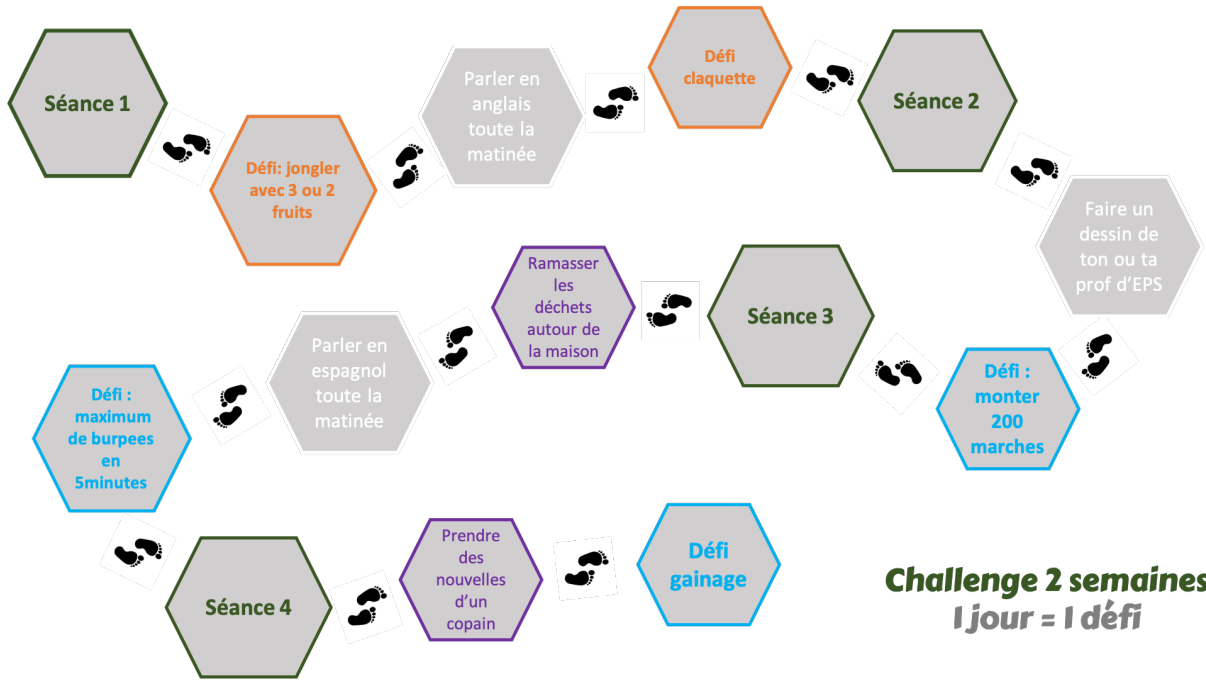 Séance 1
Défi: jongler
avec 3 ou 2
fruits
Parler en
anglais
toute la
matinée
Défi
claquette
Séance 2
Faire un
dessin de
ton ou ta
prof d'EPS
Défi :
monter
200
marches
Séance 3
Ramasser
les
déchets
autour de
la maison
Parler en
espagnol
toute la
matinée
Défi :
maximum
de burpees
en
5minutes
Séance 4
Prendre
des
nouvelles
d'un
copain
Défi
gainage
Challenge 2 semaines
1 jour = 1 défi